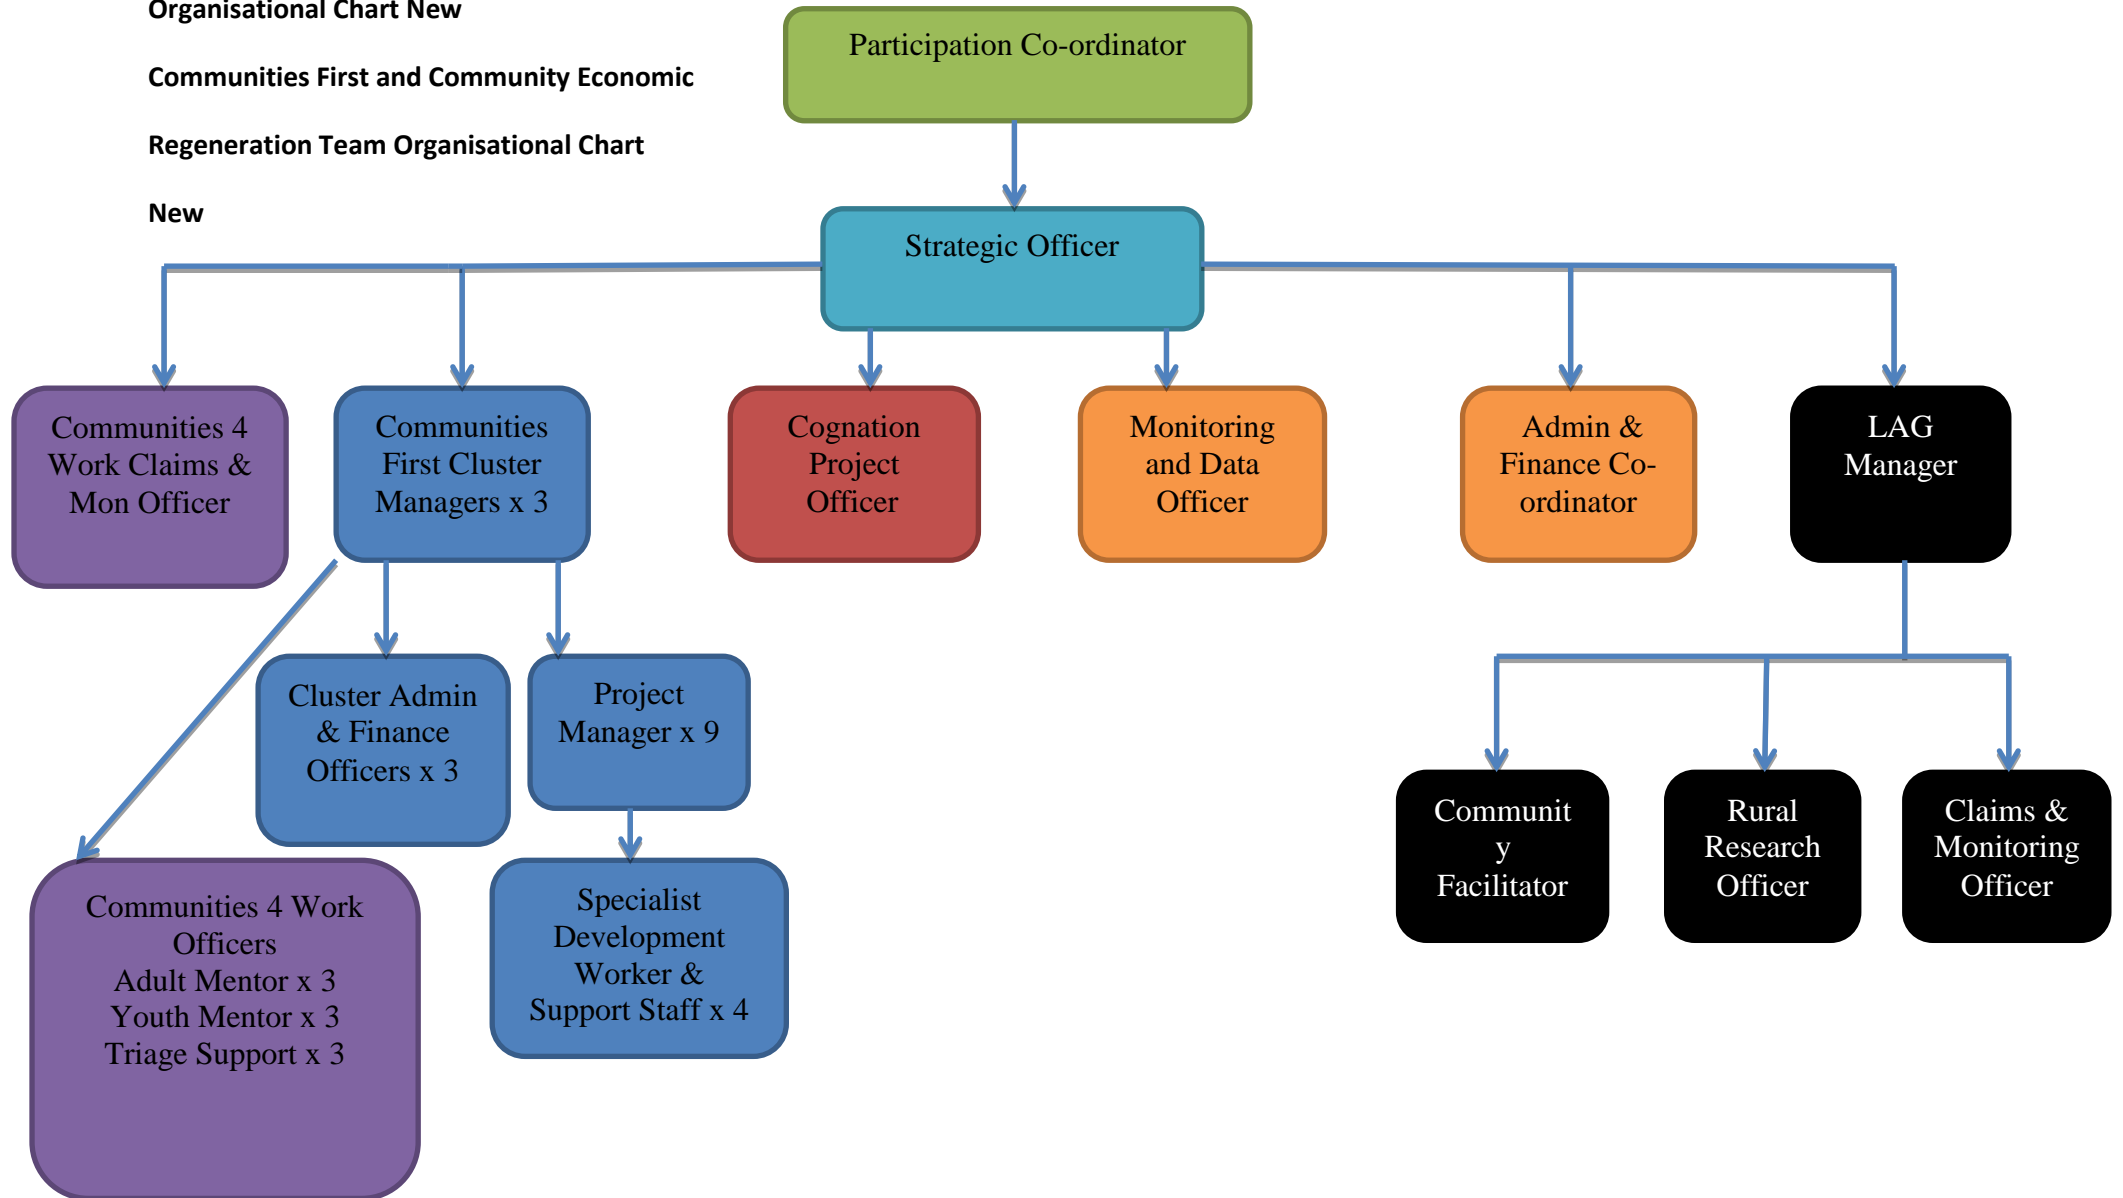 Organisational Chart New
Communities First and Community Economic
Regeneration Team Organisational Chart
New
Participation Co-ordinator
Strategic Officer
Communities 4
Work Claims &
Mon Officer
Communities
First Cluster
Managers x 3
Cognation
Project
Officer
Monitoring
and Data
Officer
Admin &
Finance Co-
ordinator
LAG
Manager
Cluster Admin
& Finance
Officers x 3
Project
Manager x 9
Communit
y
Facilitator
Rural
Research
Officer
Claims &
Monitoring
Officer
Communities 4 Work
Officers
Adult Mentor x 3
Youth Mentor x 3
Triage Support x 3
Specialist
Development
Worker &
Support Staff x 4